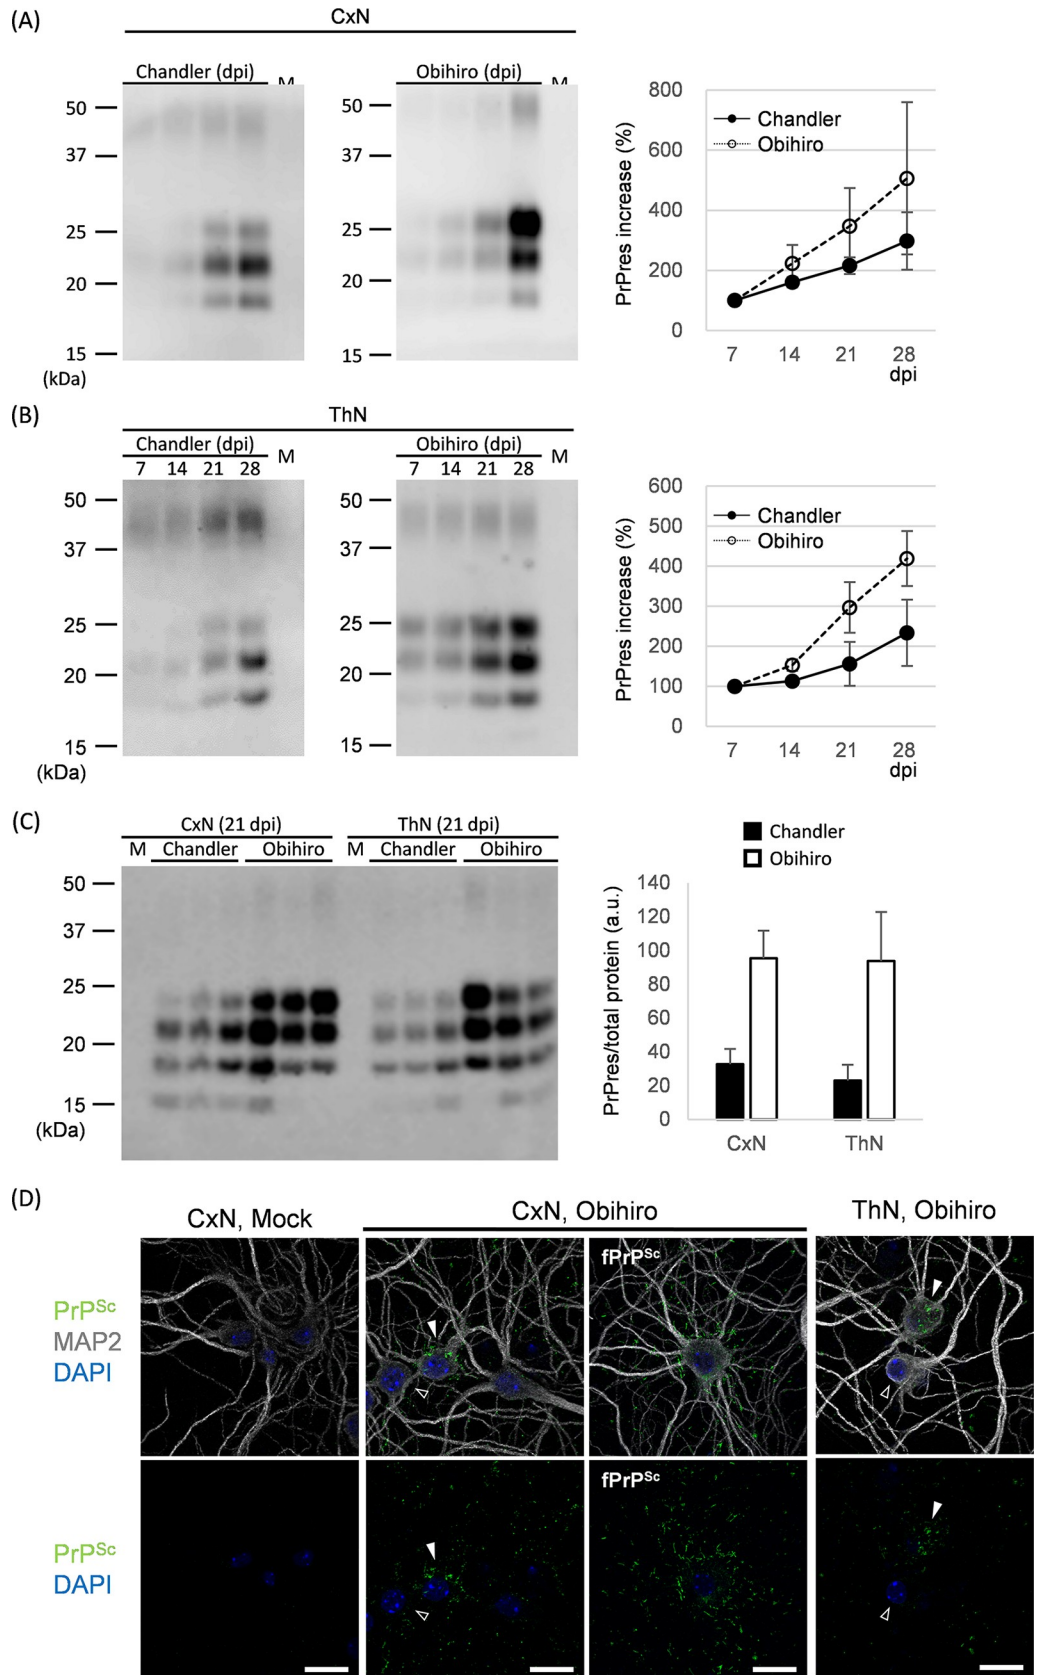 (A)
CxN
Chandler (dpi)
Obihiro (dpi)
50
37
25
20
15
(kDa)
50
37
25
20
15
PrPres increase (%)
800
600
400
200
0
Chandler
Obihiro
7 14 21 28
dpi
(B)
ThN
Chandler (dpi)
7 14 21 28
M
Obihiro (dpi)
7 14 21 28
M
50
37
25
20
15
(kDa)
50
37
25
20
15
PrPres increase (%)
600
500
400
300
200
100
0
Chandler
Obihiro
7 14 21 28
dpi
(C)
CxN (21 dpi)
ThN (21 dpi)
M Chandler Obihiro M Chandler Obihiro
50
37
25
20
15
(kDa)
Chandler
Obihiro
PrPres/total protein (a.u.)
140
120
100
80
60
40
20
0
CxN ThN
(D)
CxN, Mock
CxN, Obihiro
ThN, Obihiro
fPrPSc
PrPSc
MAP2
DAPI
fPrPSc
PrPSc
DAPI